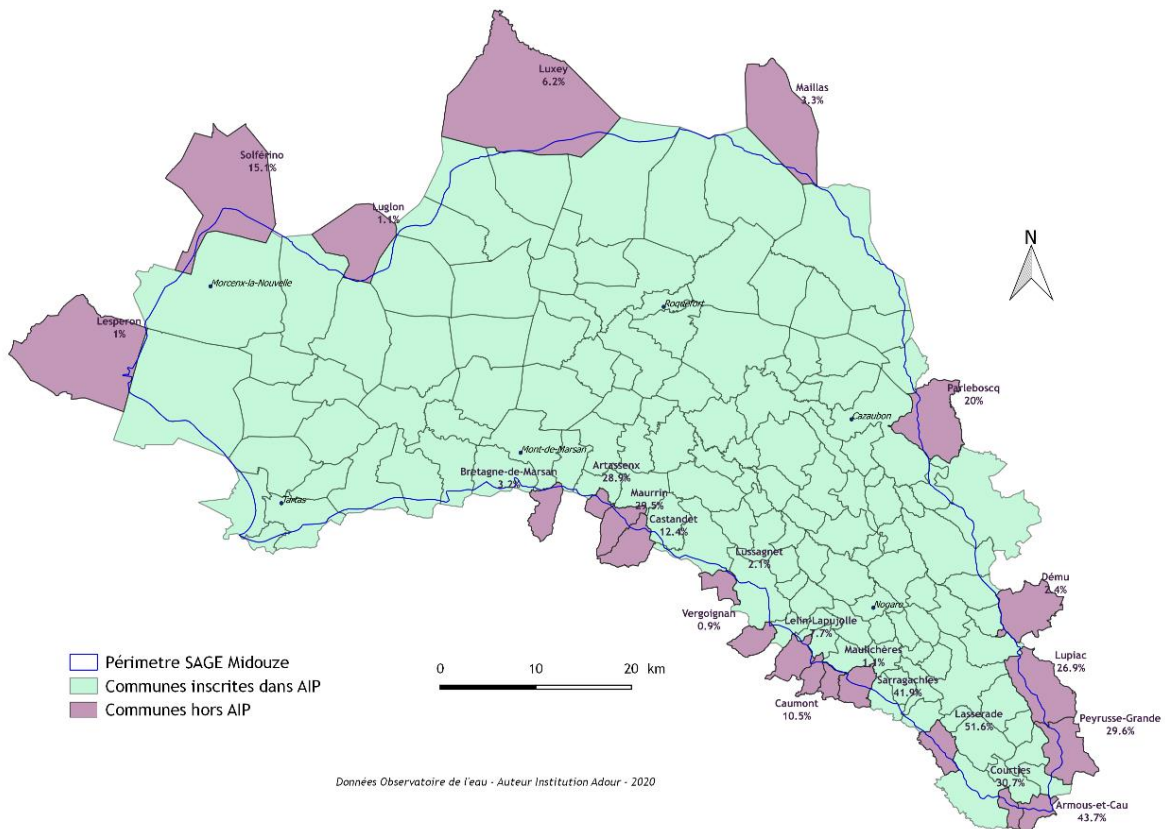 Luxey
6.2%
Maillas
3.3%
Solférino
15.1%
Luglon
1.1%
N
Morcenx-la-Nouvelle
Roquefort
Lesperon
1%
Parleboscq
20%
Cazaubon
Mont-de-Marsan
Bretagne-de-Marsan
3.2%
Artassenx
28.9%
Tartas
Maurrin
29.5%
Castandet
12.4%
Lussagnet
2.1%
Dému
2.4%
Vergoignan
0.9%
Nogaro
Lelin-Lapujolle
7.7%
Maulichères
1.1%
Lupiac
26.9%
Sarragachies
41.9%
Caumont
10.5%
Lasserade
51.6%
Peyrusse-Grande
29.6%
Courties
30.7%
Armous-et-Cau
43.7%
Périmetre SAGE Midouze
Communes inscrites dans AIP
Communes hors AIP
0 10 20 km
Données Observatoire de l'eau - Auteur Institution Adour - 2020